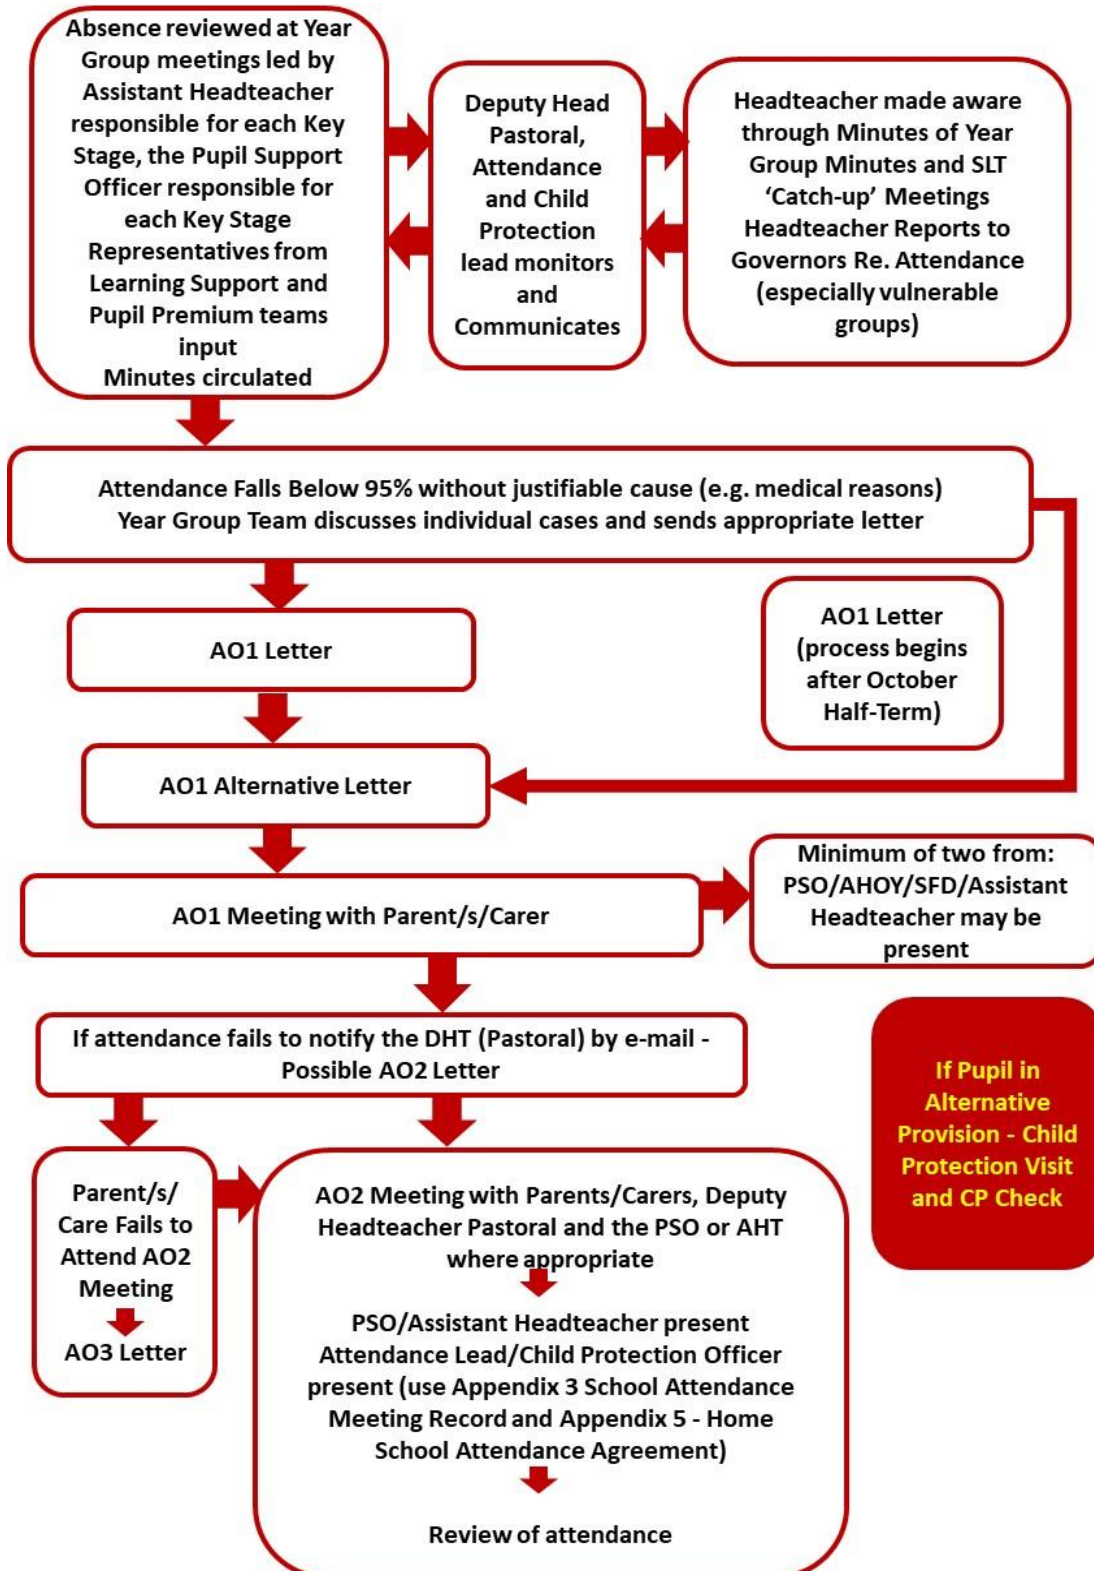 Absence reviewed at Year
Group meetings led by
Assistant Headteacher
responsible for each Key
Stage, the Pupil Support
Officer responsible for
each Key Stage
Representatives from
Learning Support and
Pupil Premium teams
input
Minutes circulated
Deputy Head
Pastoral,
Attendance
and Child
Protection
lead monitors
and
Communicates
Headteacher made aware
through Minutes of Year
Group Minutes and SLT
‘Catch-up’ Meetings
Headteacher Reports to
Governors Re. Attendance
(especially vulnerable
groups)
Attendance Falls Below 95% without justifiable cause (e.g. medical reasons)
Year Group Team discusses individual cases and sends appropriate letter
AO1 Letter
AO1 Letter
(process begins
after October
Half-Term)
AO1 Alternative Letter
AO1 Meeting with Parent/s/Carer
Minimum of two from:
PSO/AHOY/SFD/Assistant
Headteacher may be
present
If attendance fails to notify the DHT (Pastoral) by e-mail -
Possible AO2 Letter
If Pupil in
Alternative
Provision - Child
Protection Visit
and CP Check
Parent/s/
Care Fails to
Attend AO2
Meeting
AO3 Letter
AO2 Meeting with Parents/Carers, Deputy
Headteacher Pastoral and the PSO or AHT
where appropriate
PSO/Assistant Headteacher present
Attendance Lead/Child Protection Officer
present (use Appendix 3 School Attendance
Meeting Record and Appendix 5 - Home
School Attendance Agreement)
Review of attendance